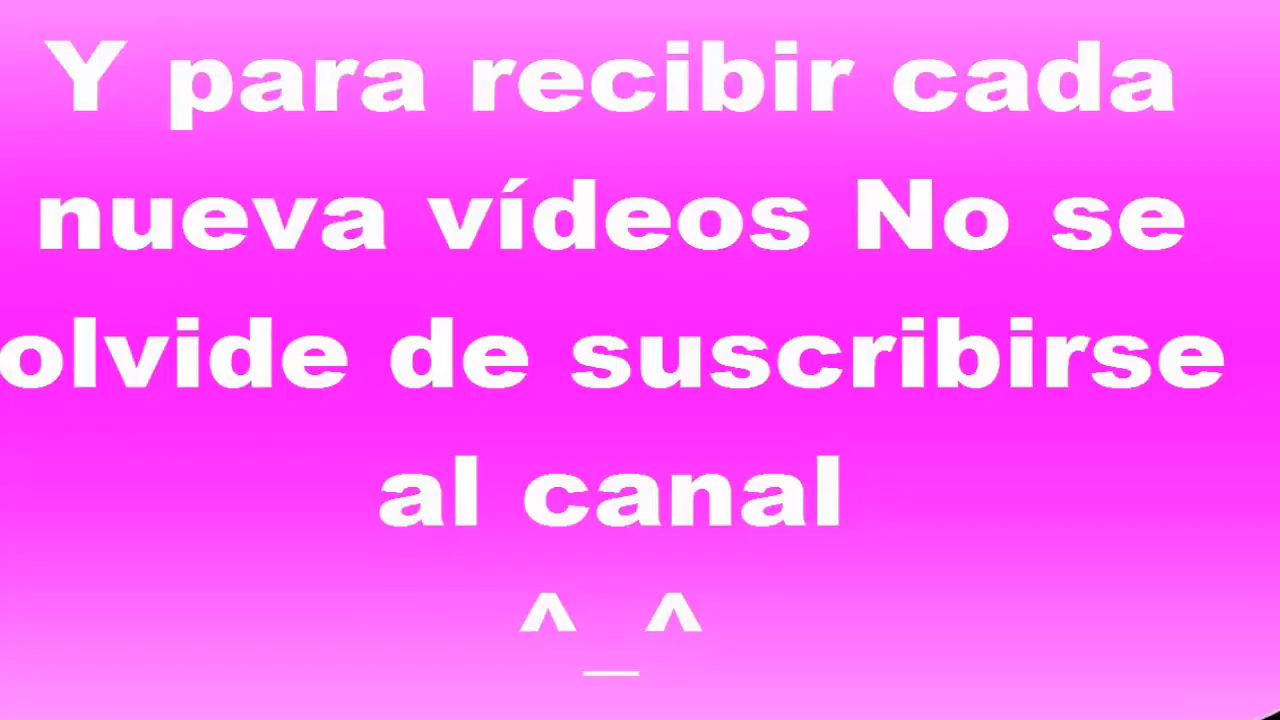 Y para recibir cada
nueva vídeos No se
olvide de suscribirse
al canal
^_^